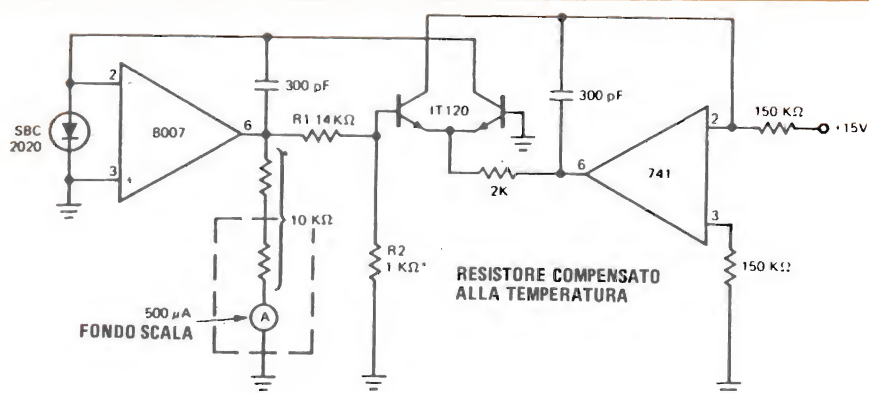 2
8007
6
3
SBC
2020
300 pF
R1 14KΩ
10 KΩ
500 µA
FONDO SCALA
A
R2
1 KΩ*
IT120
2K
300 pF
6
741
2
3
150 KΩ
+15V
150 KΩ
RESISTORE COMPENSATO
ALLA TEMPERATURA